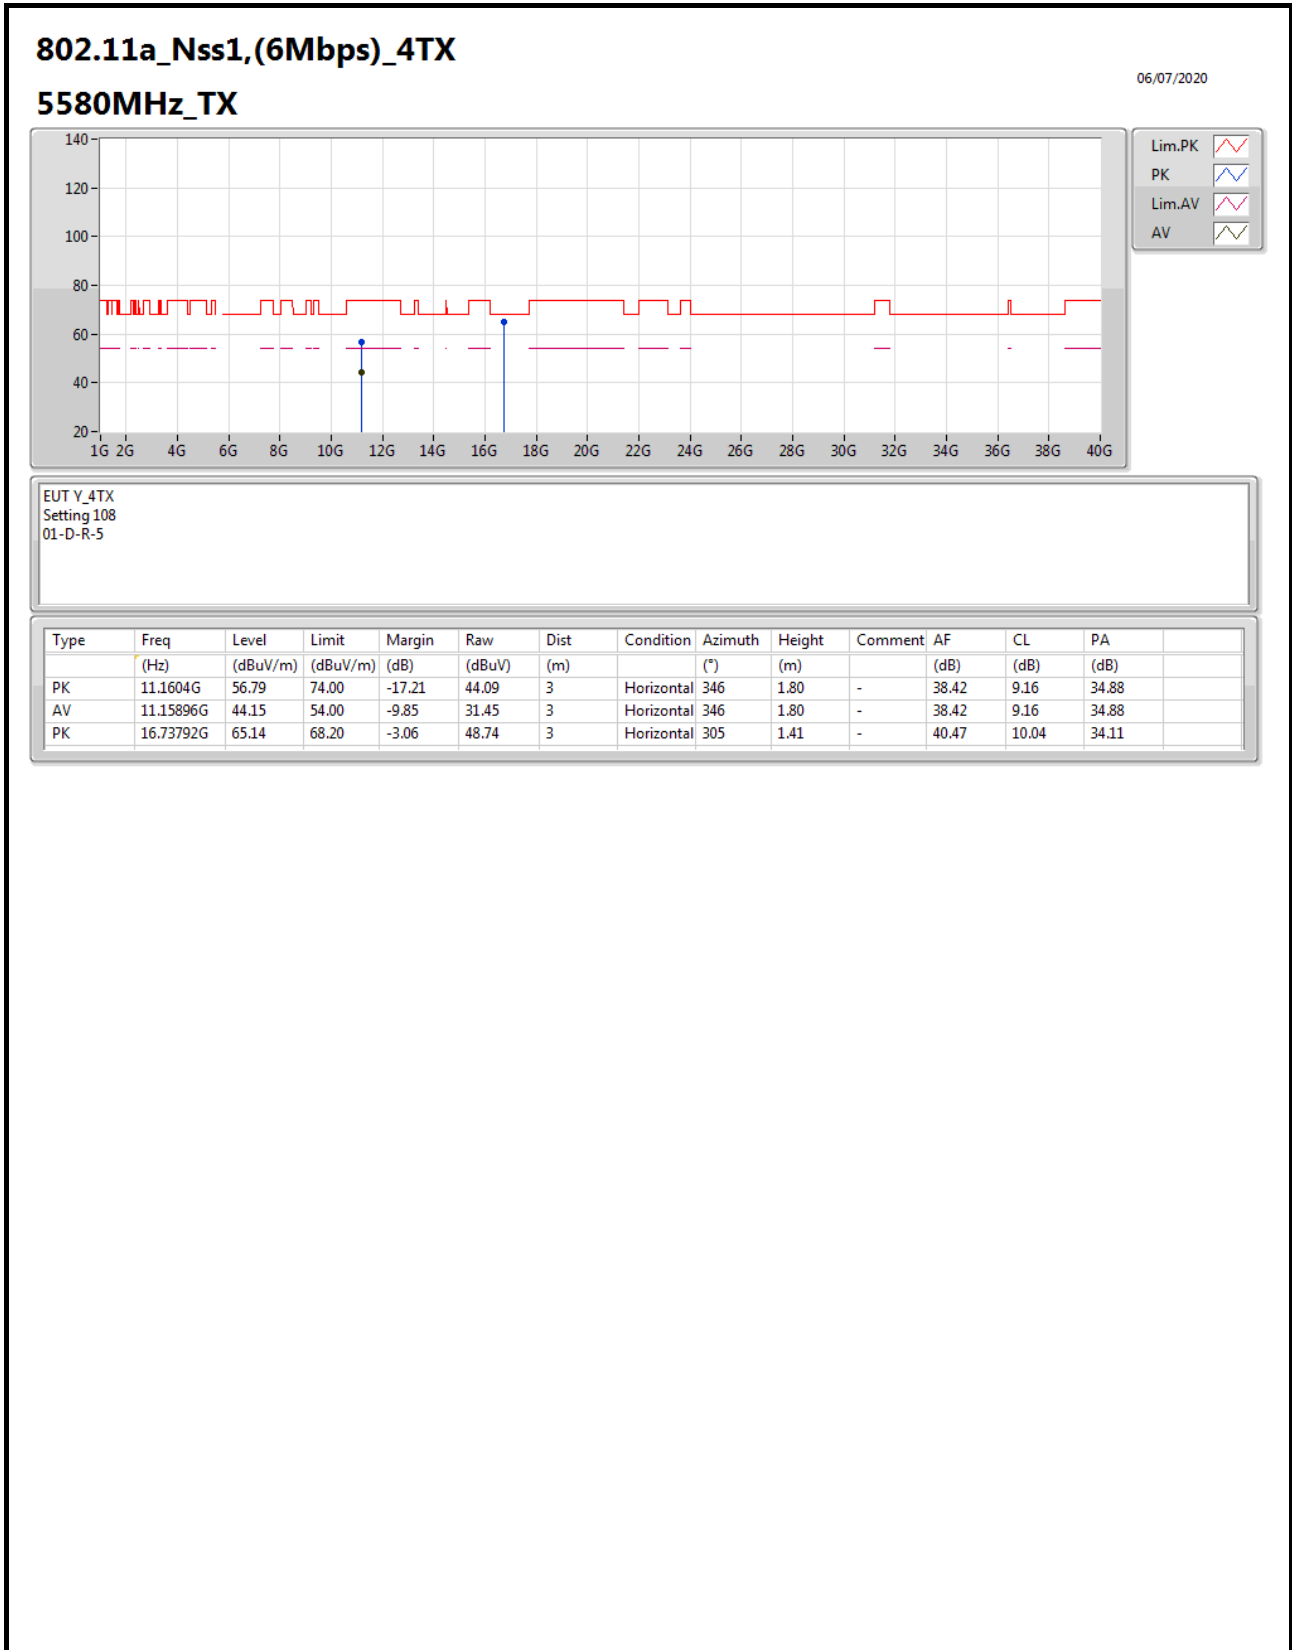 802.11a_Nss1,(6Mbps)_4TX
06/07/2020
5580MHz_TX
140
120
100
80
60
40
20
1G 2G 4G 6G 8G 10G 12G 14G 16G 18G 20G 22G 24G 26G 28G 30G 32G 34G 36G 38G 40G
Lim.PK
PK
Lim.AV
AV
EUT Y_4TX
Setting 108
01-D-R-5
Type Freq Level Limit Margin Raw Dist Condition Azimuth Height Comment AF CL PA
(Hz) (dBuV/m) (dBuV/m) (dB) (dBuV) (m) (°) (m) (dB) (dB) (dB)
PK 11.1604G 56.79 74.00 -17.21 44.09 3 Horizontal 346 1.80 - 38.42 9.16 34.88
AV 11.15896G 44.15 54.00 -9.85 31.45 3 Horizontal 346 1.80 - 38.42 9.16 34.88
PK 16.73792G 65.14 68.20 -3.06 48.74 3 Horizontal 305 1.41 - 40.47 10.04 34.11